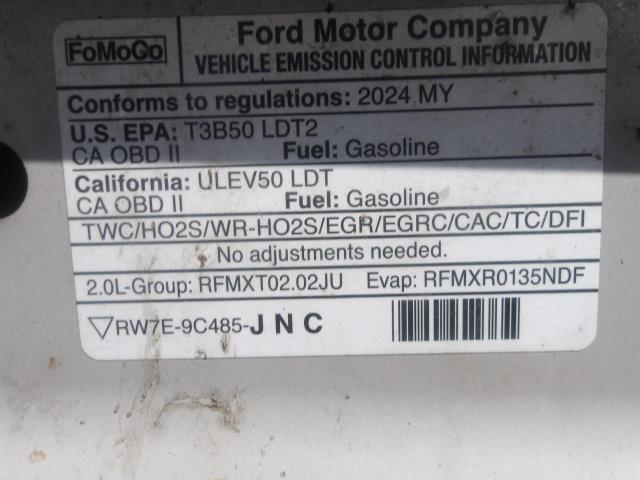 FoMoCo
Ford Motor Company
VEHICLE EMISSION CONTROL INFORMATION
Conforms to regulations: 2024 MY
U.S. EPA: T3B50 LDT2
CA OBD II Fuel: Gasoline
California: ULEV50 LDT
CA OBD II Fuel: Gasoline
TWC/HO2S/WR-HO2S/EGR/EGRC/CAC/TC/DFI
No adjustments needed.
2.0L-Group: RFMXT02.02JU Evap: RFMXR0135NDF
▽RW7E-9C485-JNC